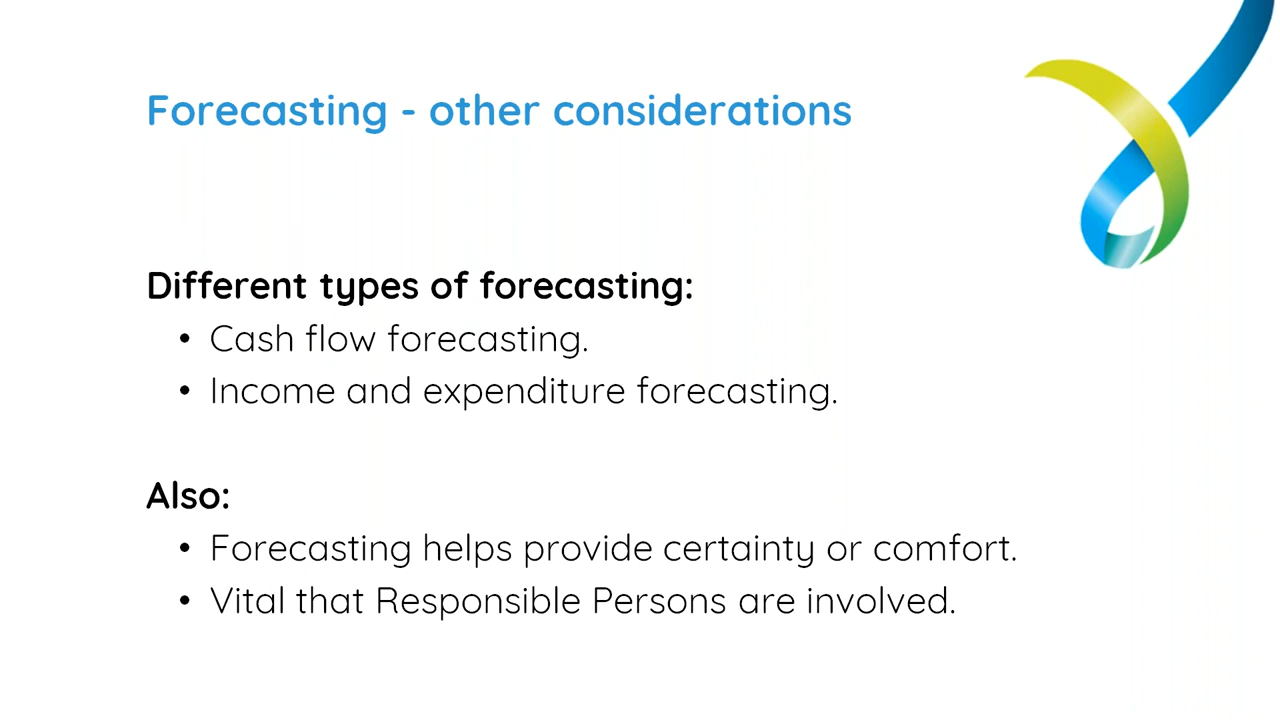 Forecasting - other considerations
Different types of forecasting:
• Cash flow forecasting.
• Income and expenditure forecasting.
Also:
• Forecasting helps provide certainty or comfort.
• Vital that Responsible Persons are involved.